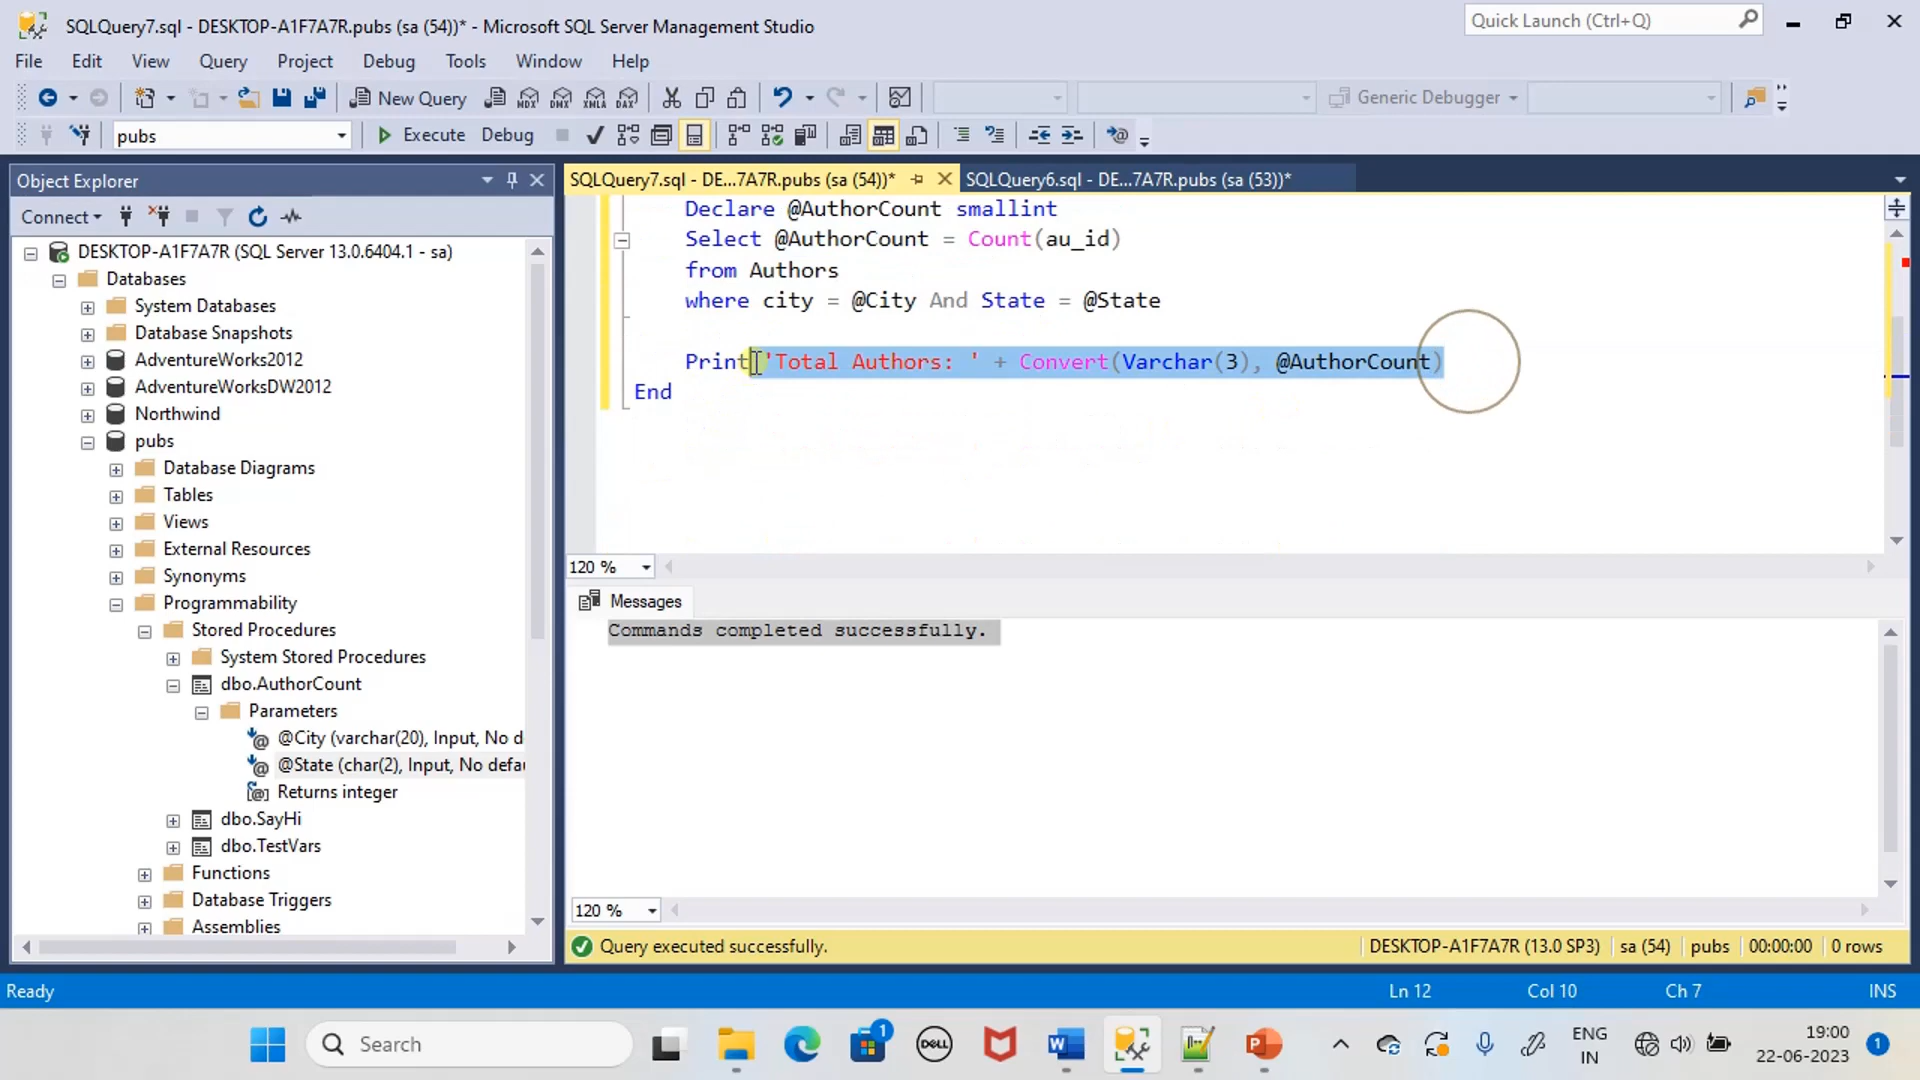 SQLQuery7.sql - DESKTOP-A1F7A7R.pubs (sa (54))* - Microsoft SQL Server Management Studio
Quick Launch (Ctrl+Q)
File Edit View Query Project Debug Tools Window Help
New Query MDX DMX XMLA DAX Generic Debugger
pubs Execute Debug
Object Explorer
SQLQuery7.sql - DE...7A7R.pubs (sa (54))*
SQLQuery6.sql - DE...7A7R.pubs (sa (53))*
Connect
DESKTOP-A1F7A7R (SQL Server 13.0.6404.1 - sa)
Databases
System Databases
Database Snapshots
AdventureWorks2012
AdventureWorksDW2012
Northwind
pubs
Database Diagrams
Tables
Views
External Resources
Synonyms
Programmability
Stored Procedures
System Stored Procedures
dbo.AuthorCount
Parameters
@City (varchar(20), Input, No d
@State (char(2), Input, No defau
Returns integer
dbo.SayHi
dbo.TestVars
Functions
Database Triggers
Assemblies
Declare @AuthorCount smallint
Select @AuthorCount = Count(au_id)
from Authors
where city = @City And State = @State
Print 'Total Authors: ' + Convert(Varchar(3), @AuthorCount)
End
120 %
Messages
Commands completed successfully.
120 %
Query executed successfully.
DESKTOP-A1F7A7R (13.0 SP3) sa (54) pubs 00:00:00 0 rows
Ready Ln 12 Col 10 Ch 7 INS
Search
1
DELL
ENG
IN
19:00
22-06-2023
1